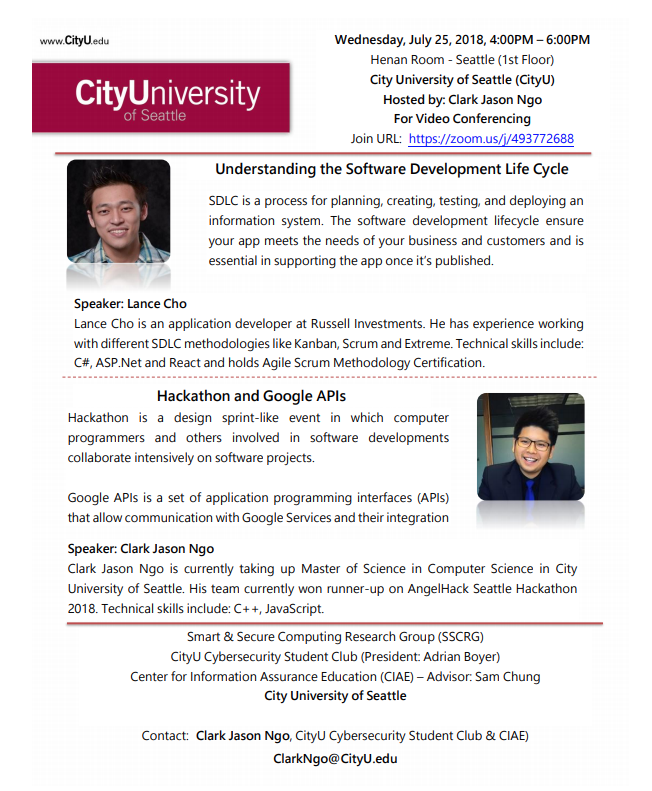 www.CityU.edu
CityUniversity
of Seattle
Wednesday, July 25, 2018, 4:00PM – 6:00PM
Henan Room - Seattle (1st Floor)
City University of Seattle (CityU)
Hosted by: Clark Jason Ngo
For Video Conferencing
Join URL: https://zoom.us/j/493772688
Understanding the Software Development Life Cycle
SDLC is a process for planning, creating, testing, and deploying an
information system. The software development lifecycle ensure
your app meets the needs of your business and customers and is
essential in supporting the app once it’s published.
Speaker: Lance Cho
Lance Cho is an application developer at Russell Investments. He has experience working
with different SDLC methodologies like Kanban, Scrum and Extreme. Technical skills include:
C#, ASP.Net and React and holds Agile Scrum Methodology Certification.
Hackathon and Google APIs
Hackathon is a design sprint-like event in which computer
programmers and others involved in software developments
collaborate intensively on software projects.
Google APIs is a set of application programming interfaces (APIs)
that allow communication with Google Services and their integration
Speaker: Clark Jason Ngo
Clark Jason Ngo is currently taking up Master of Science in Computer Science in City
University of Seattle. His team currently won runner-up on AngelHack Seattle Hackathon
2018. Technical skills include: C++, JavaScript.
Smart & Secure Computing Research Group (SSCRG)
CityU Cybersecurity Student Club (President: Adrian Boyer)
Center for Information Assurance Education (CIAE) – Advisor: Sam Chung
City University of Seattle
Contact: Clark Jason Ngo, CityU Cybersecurity Student Club & CIAE)
ClarkNgo@CityU.edu